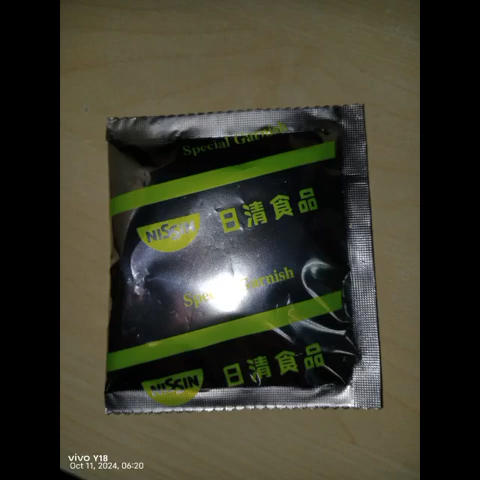 Special Garnish
NISSIN 日清食品
Special Garnish
NISSIN 日清食品
vivo Y18
Oct 11, 2024, 06:20